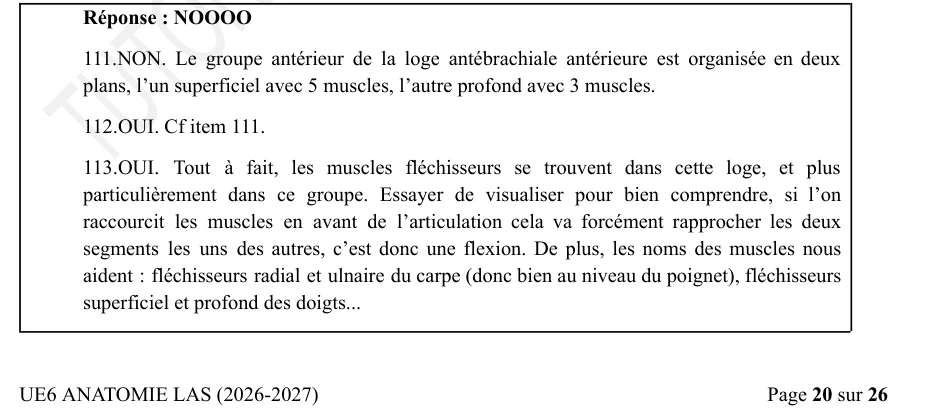 Réponse : NOOOO
111.NON. Le groupe antérieur de la loge antébrachiale antérieure est organisée en deux
plans, l’un superficiel avec 5 muscles, l’autre profond avec 3 muscles.
112.OUI. Cf item 111.
113.OUI. Tout à fait, les muscles fléchisseurs se trouvent dans cette loge, et plus
particulièrement dans ce groupe. Essayer de visualiser pour bien comprendre, si l’on
raccourcit les muscles en avant de l’articulation cela va forcément rapprocher les deux
segments les uns des autres, c’est donc une flexion. De plus, les noms des muscles nous
aident : fléchisseurs radial et ulnaire du carpe (donc bien au niveau du poignet), fléchisseurs
superficiel et profond des doigts...
UE6 ANATOMIE LAS (2026-2027)
Page 20 sur 26